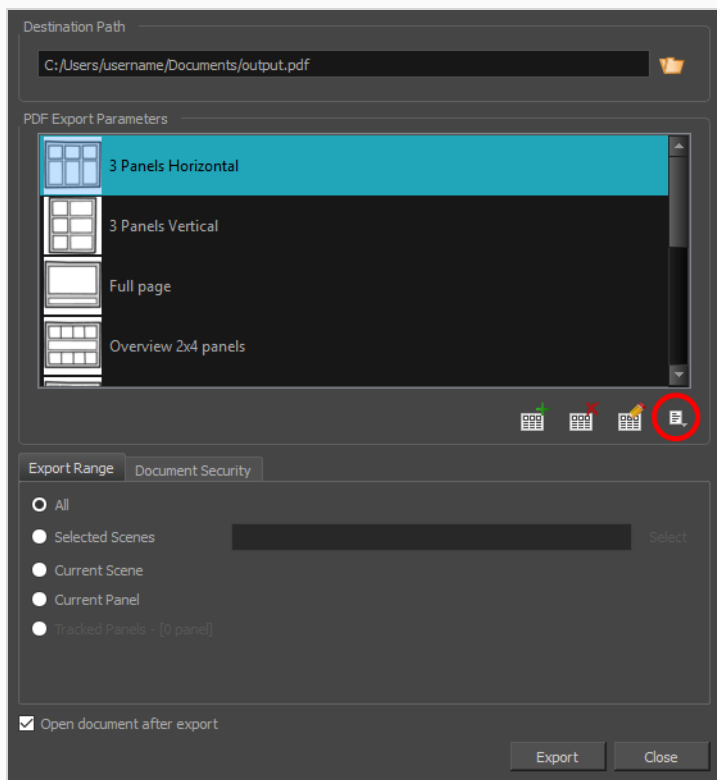 Destination Path
C:/Users/username/Documents/output.pdf
PDF Export Parameters
3 Panels Horizontal
3 Panels Vertical
Full page
Overview 2x4 panels
Export Range
Document Security
All
Selected Scenes
Select
Current Scene
Current Panel
Tracked Panels - [0 panel]
Open document after export
Export
Close